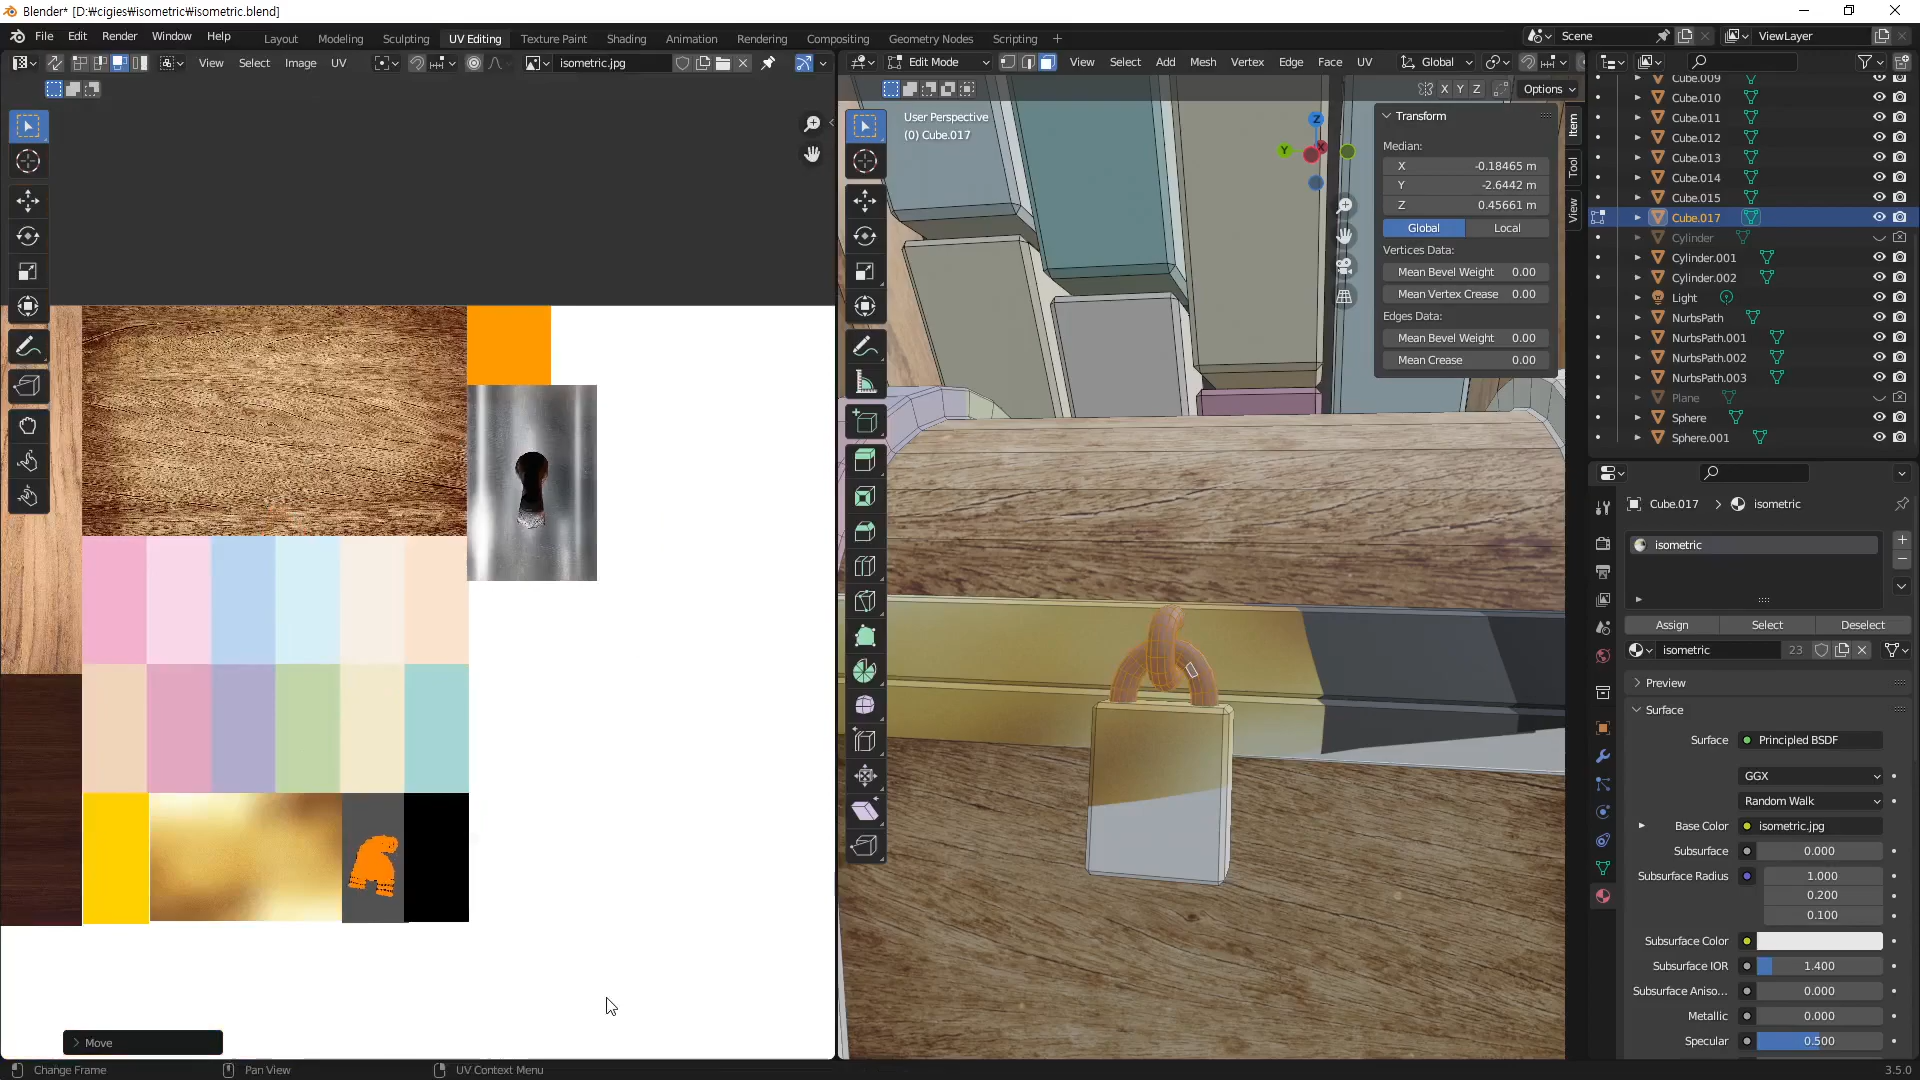 Blender* [D:₩cigies₩isometric₩isometric.blend]
File Edit Render Window Help
Layout Modeling Sculpting UV Editing Texture Paint Shading Animation Rendering Compositing Geometry Nodes Scripting +
Scene
ViewLayer
View Select Image UV
isometric.jpg
Edit Mode
View Select Add Mesh Vertex Edge Face UV
Global
X Y Z
Options
User Perspective
(0) Cube.017
Z
Y
X
Transform
Median:
X -0.18465 m
Y -2.6442 m
Z 0.45661 m
Global Local
Vertices Data:
Mean Bevel Weight 0.00
Mean Vertex Crease 0.00
Edges Data:
Mean Bevel Weight 0.00
Mean Crease 0.00
Item
Tool
View
Cube.009
Cube.010
Cube.011
Cube.012
Cube.013
Cube.014
Cube.015
Cube.017
Cylinder
Cylinder.001
Cylinder.002
Light
NurbsPath
NurbsPath.001
NurbsPath.002
NurbsPath.003
Plane
Sphere
Sphere.001
Cube.017 > isometric
isometric
Assign Select Deselect
isometric 23
Preview
Surface
Surface Principled BSDF
GGX
Random Walk
Base Color isometric.jpg
Subsurface 0.000
Subsurface Radius 1.000
0.200
0.100
Subsurface Color
Subsurface IOR 1.400
Subsurface Aniso... 0.000
Metallic 0.000
Specular 0.500
> Move
Change Frame
Pan View
UV Context Menu
3.5.0